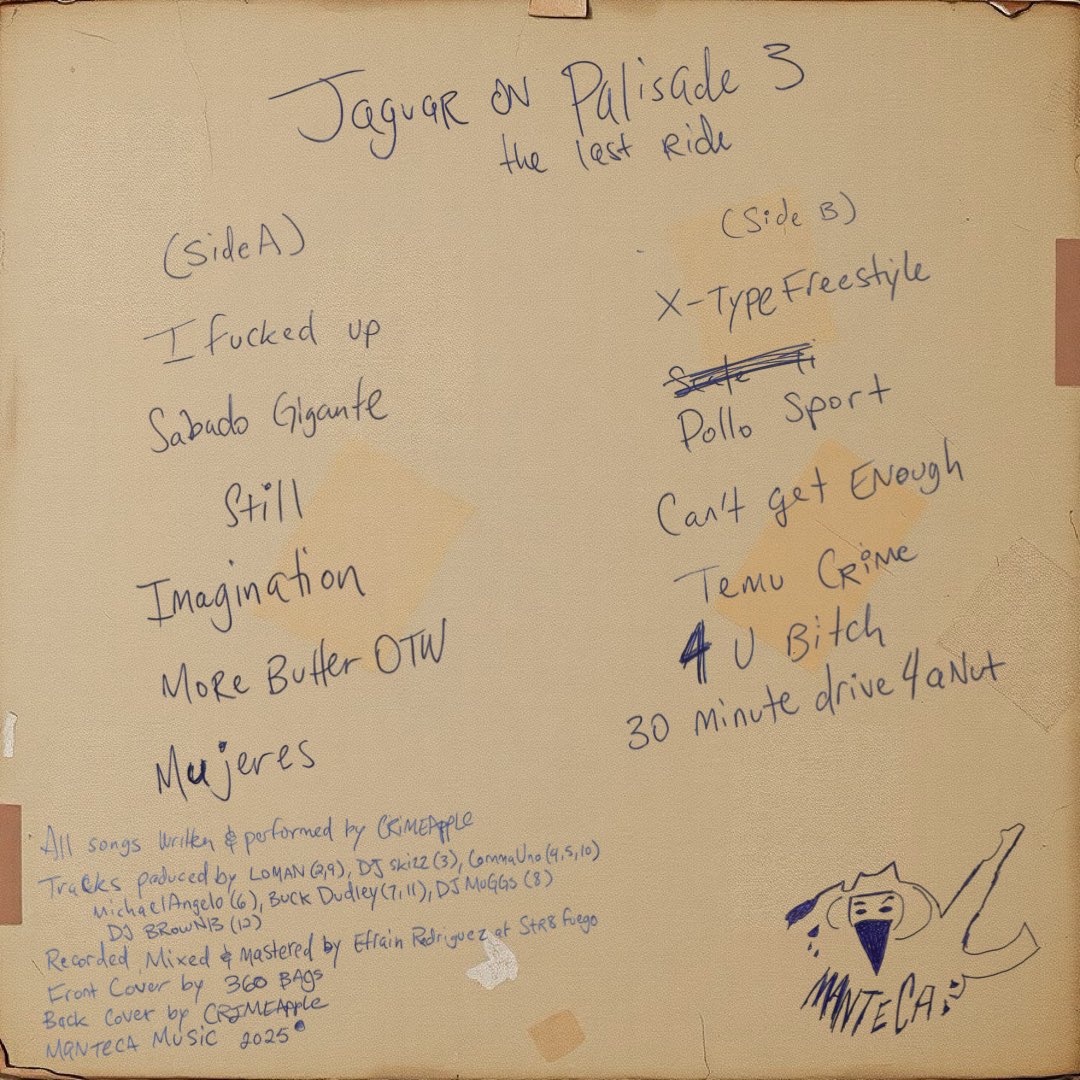 Jaguar on Palisade 3
the last Ride
(Side A)
I fucked up
Sabado Gigante
Still
Imagination
More Butter OTW
Mujeres
(Side B)
X-Type Freestyle
Pollo Sport
Can't get Enough
Temu Crime
4 U Bitch
30 minute drive 4 a Nut
All songs written & performed by CRIMEAPPLE
Tracks poduced by LOMAN (2,9), DJ Skizz (3), CommaUno (4,5,10)
MichaelAngelo (6), Buck Dudley (7,11), DJ MUGGS (8)
DJ BROWN13 (12)
Recorded, Mixed & Mastered by Efrain Rodriguez at Str8 Fuego
Front Cover by 360 BAGS
Back Cover by CRIMEAPPLE
MANTECA MUSIC 2025
MANTECA